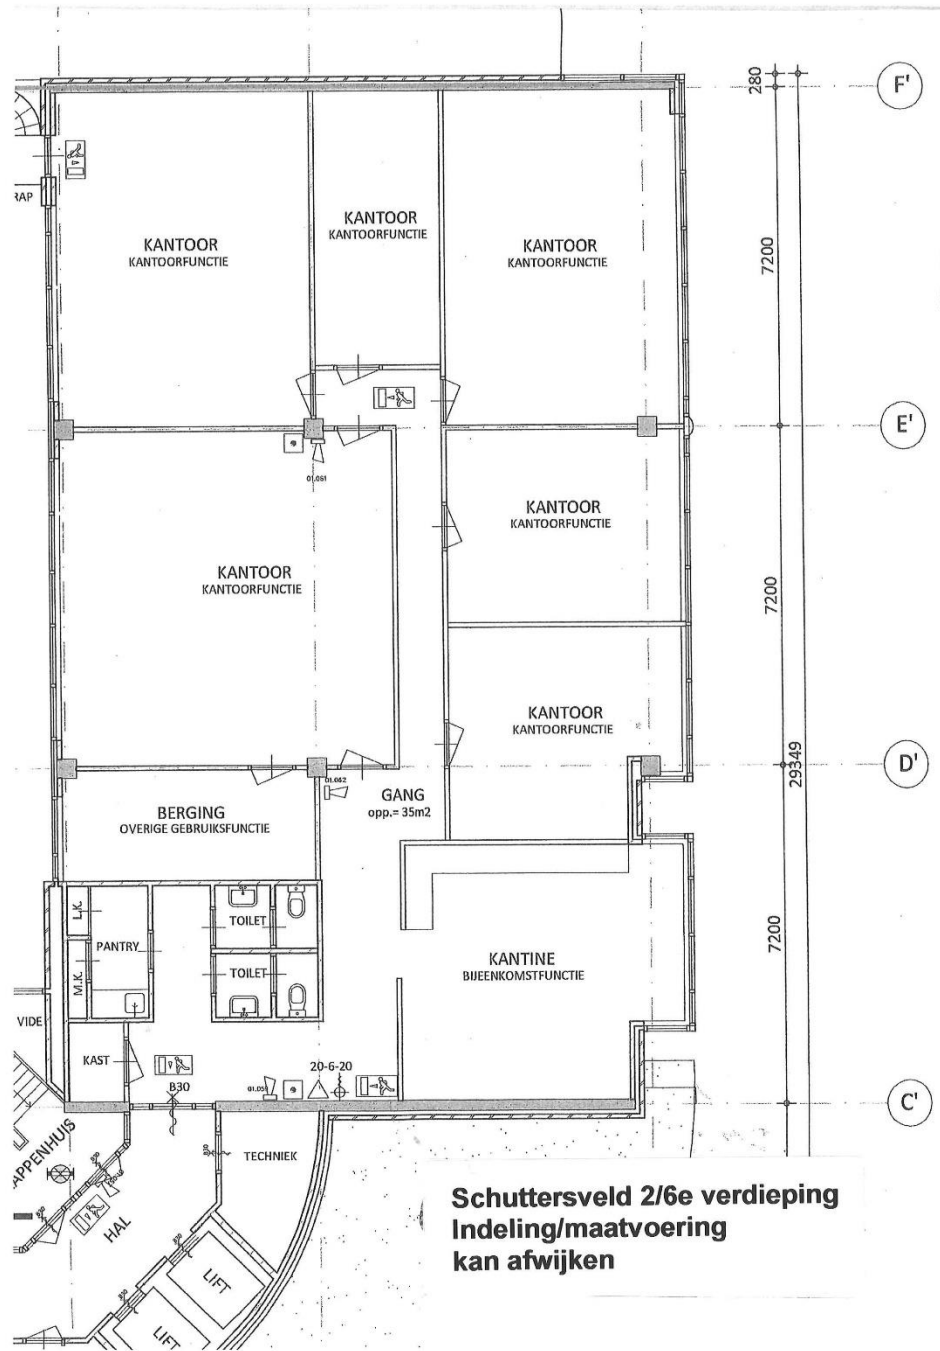 280
F'
RAP
KANTOOR
KANTOORFUNCTIE
KANTOOR
KANTOORFUNCTIE
KANTOOR
KANTOORFUNCTIE
7200
E'
01.061
KANTOOR
KANTOORFUNCTIE
KANTOOR
KANTOORFUNCTIE
7200
KANTOOR
KANTOORFUNCTIE
29349
D'
01.062
GANG
opp.= 35m2
BERGING
OVERIGE GEBRUIKSFUNCTIE
L.K.
PANTRY
TOILET
M.K.
TOILET
KANTINE
BIJEENKOMSTFUNCTIE
7200
VIDE
KAST
B30
20-6-20
C'
APPENHUIS
HAL
TECHNIEK
LIFT
LIFT
Schuttersveld 2/6e verdieping
Indeling/maatvoering
kan afwijken